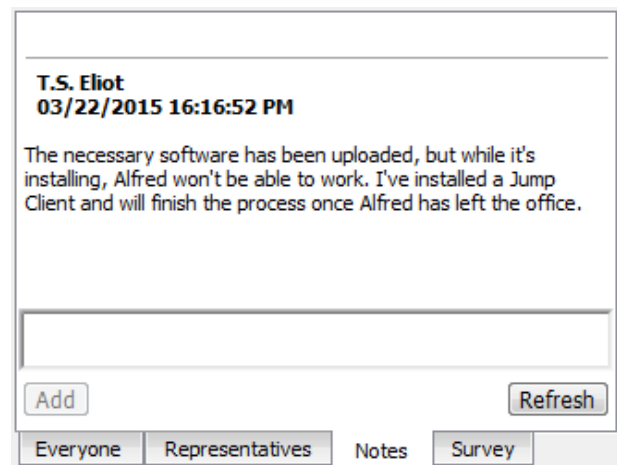 T.S. Eliot
03/22/2015 16:16:52 PM
The necessary software has been uploaded, but while it's
installing, Alfred won't be able to work. I've installed a Jump
Client and will finish the process once Alfred has left the office.
Add
Refresh
Everyone
Representatives
Notes
Survey